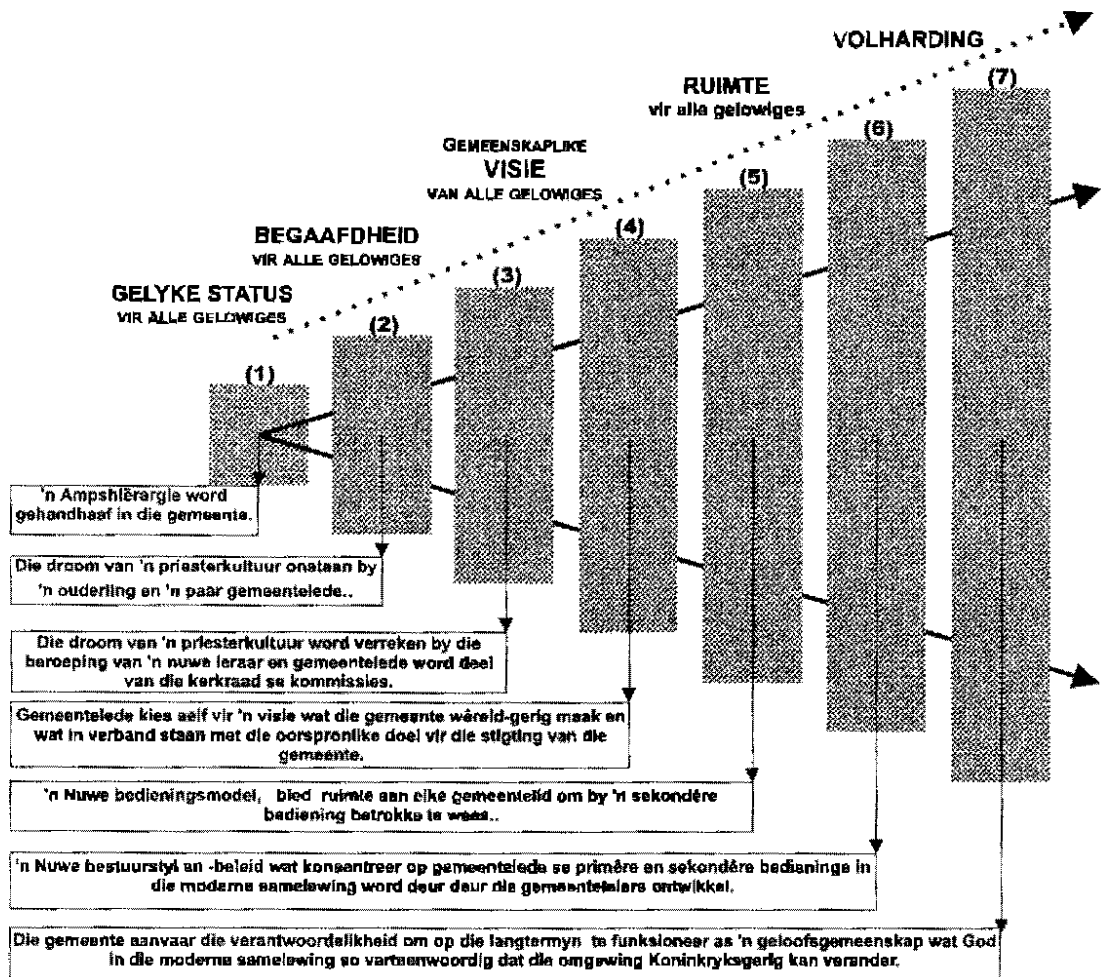 VOLHARDING
(7)
RUIMTE
vir alla gelowiges
(6)
GEMEENSKAPLIKE
VISIE
VAN ALLE GELOWIGES
(5)
(4)
BEGAAFDHEID
VIR ALLE GELOWIGES
(3)
GELYKE STATUS
VIR ALLE GELOWIGES
(2)
(1)
'n Ampshiërargie word
gehandhaaf in die gemeente.
Die droom van 'n priesterkultuur onstaan by
'n ouderling en 'n paar gemeentelede..
Die droom van 'n priesterkultuur word verreken by die
beroeping van 'n nuwe leraar en gemeentelede word deel
van die kerkraad se kommissies.
Gemeentelede kies self vir 'n visie wat die gemeente wêreld-gerig maak en
wat in verband staan met die oorspronlike doel vir die stigting van die
gemeente.
'n Nuwe bedieningsmodel, bied ruimte aan elke gemeentelid om by 'n sekondêre
bediening betrokke te wees..
'n Nuwe bestuurstyl en -beleid wat konsentreer op gemeentelede se primêre en sekondêre bedieninge in
die moderne samelewing word deur deur die gemeenteleiers ontwikkel.
Die gemeente aanvaar die verantwoordelikheid om op die langtermyn te funksioneer as 'n geloofsgemeenskap wat God
in die moderne samelewing so verteenwoordig dat die omgewing Koninkryksgerig kan verander.